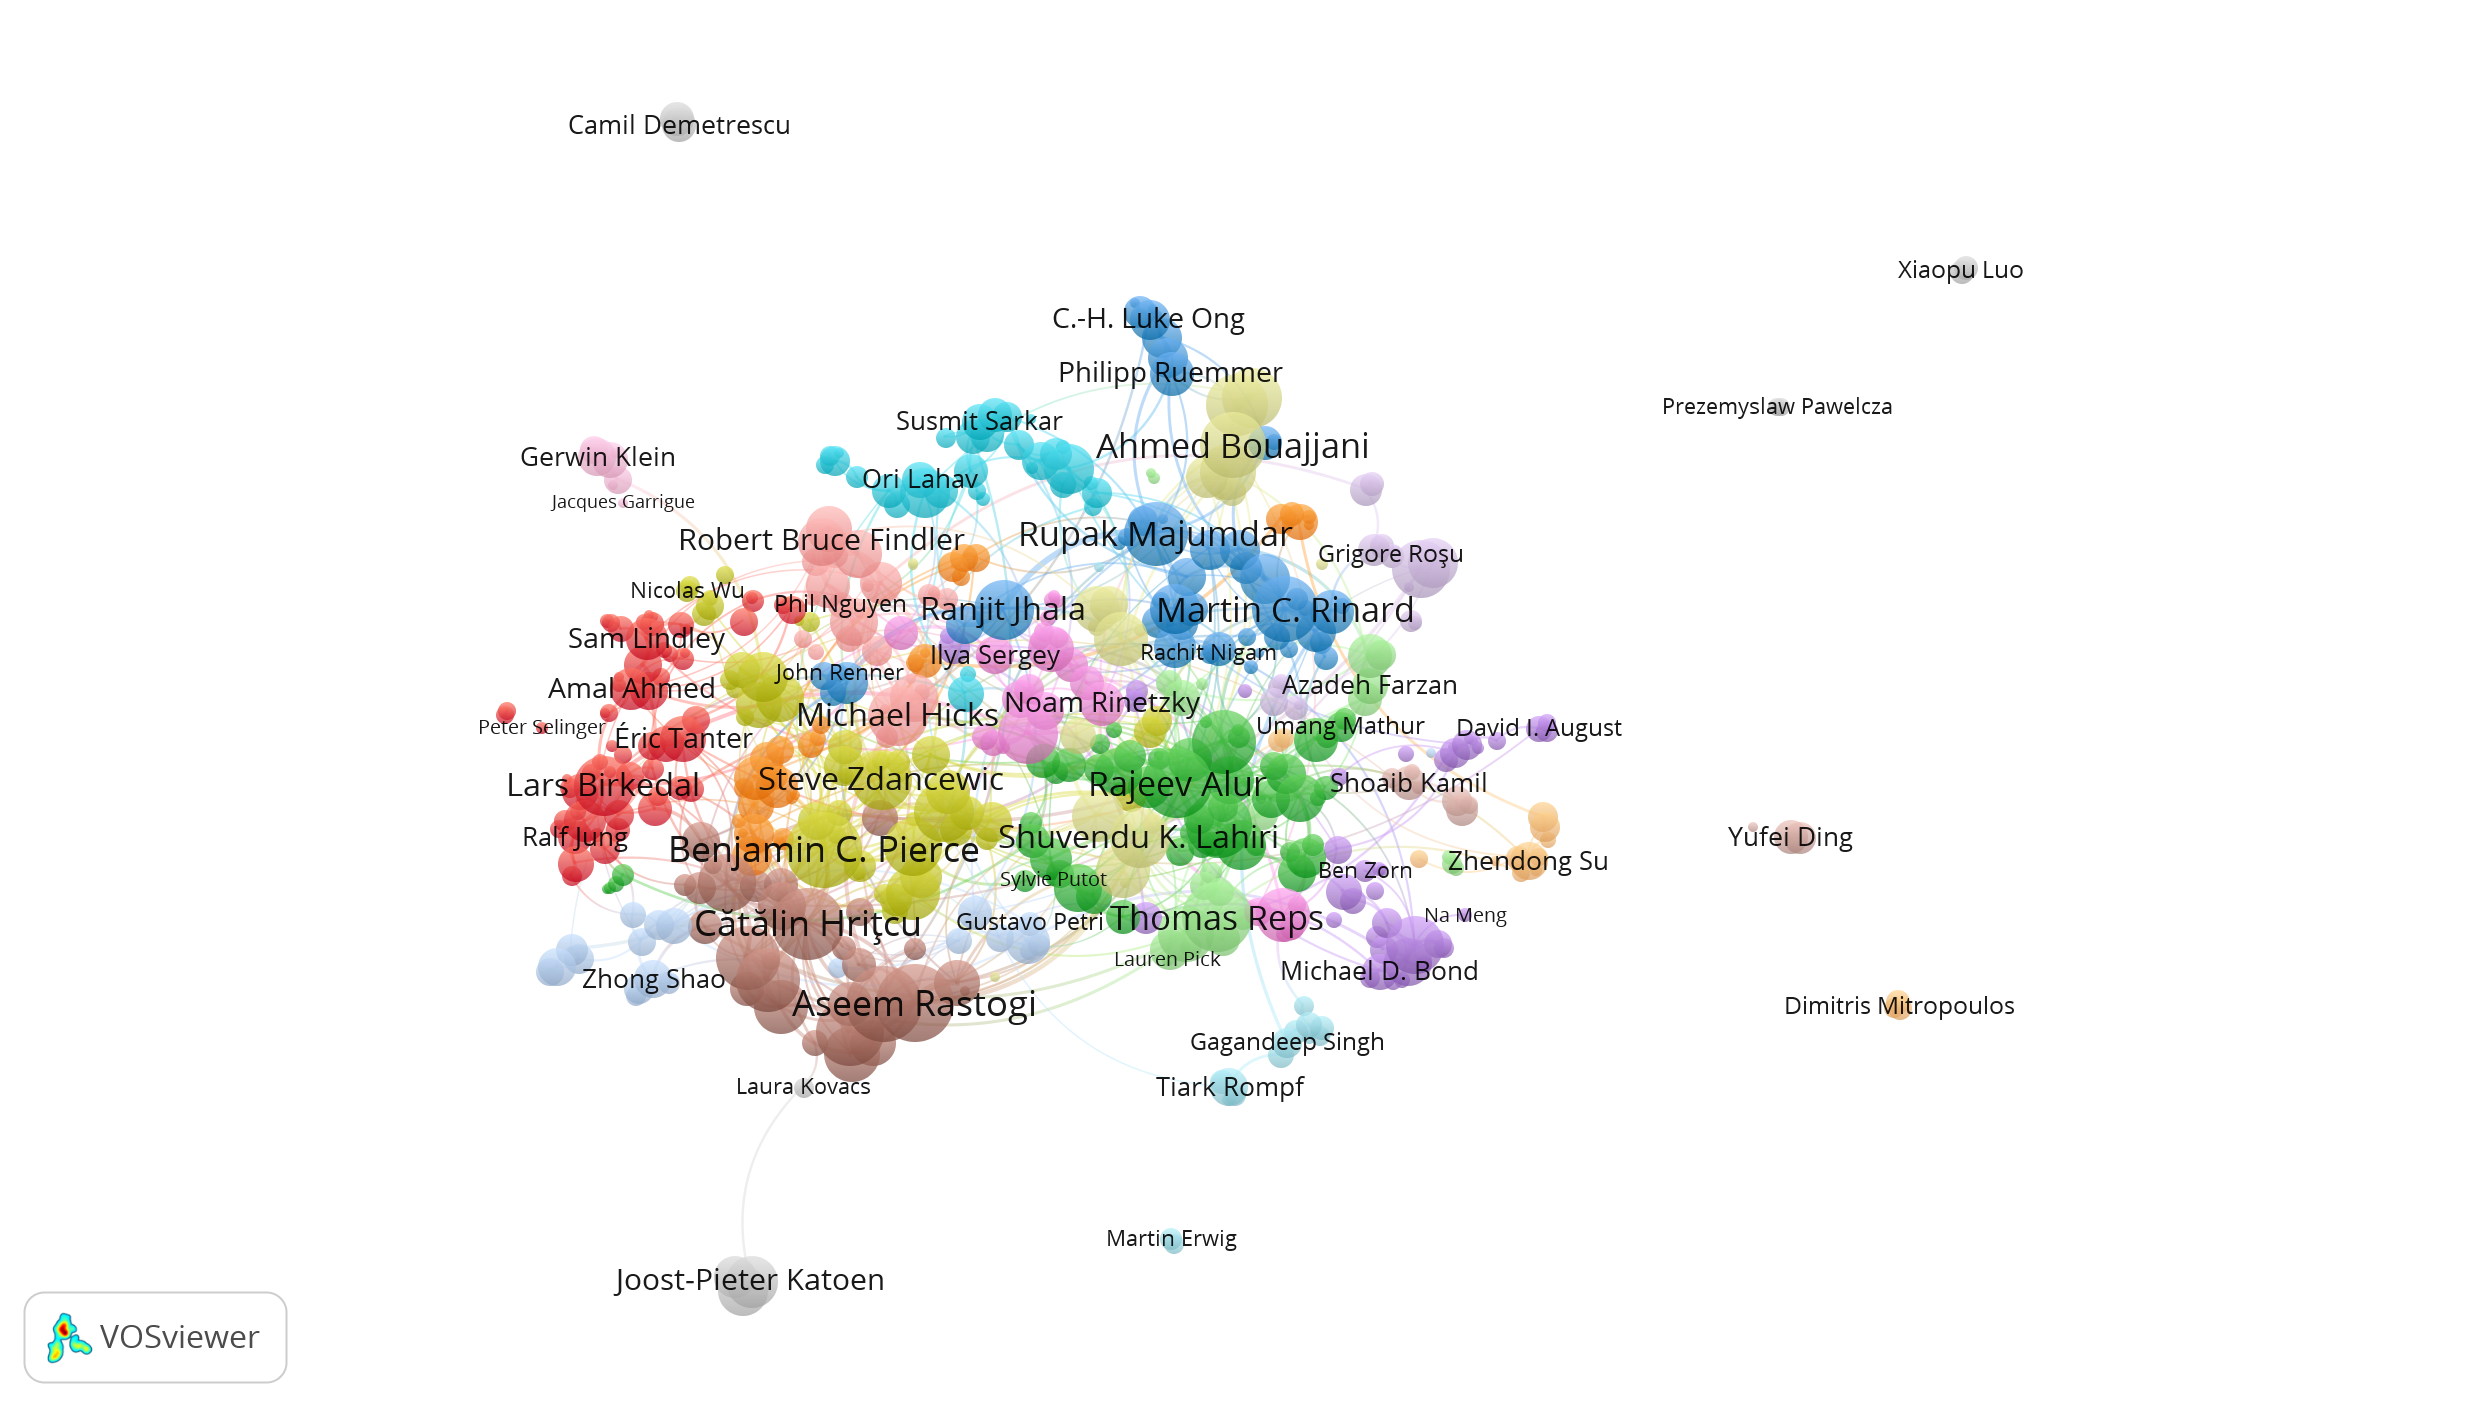 Camil Demetrescu
Xiaopu Luo
C.-H. Luke Ong
Philipp Ruemmer
Prezemyslaw Pawelcza
Susmit Sarkar
Ahmed Bouajjani
Gerwin Klein
Ori Lahav
Jacques Garrigue
Robert Bruce Findler
Rupak Majumdar
Grigore Roşu
Nicolas Wu
Phil Nguyen
Ranjit Jhala
Martin C. Rinard
Sam Lindley
Ilya Sergey
Rachit Nigam
John Renner
Azadeh Farzan
Amal Ahmed
Noam Rinetzky
Michael Hicks
Peter Selinger
Umang Mathur
David I. August
Éric Tanter
Lars Birkedal
Steve Zdancewic
Rajeev Alur
Shoaib Kamil
Ralf Jung
Shuvendu K. Lahiri
Yufei Ding
Benjamin C. Pierce
Zhendong Su
Sylvie Putot
Ben Zorn
Cătălin Hriţcu
Gustavo Petri
Thomas Reps
Na Meng
Lauren Pick
Zhong Shao
Michael D. Bond
Aseem Rastogi
Dimitris Mitropoulos
Gagandeep Singh
Laura Kovacs
Tiark Rompf
Martin Erwig
Joost-Pieter Katoen
VOSviewer